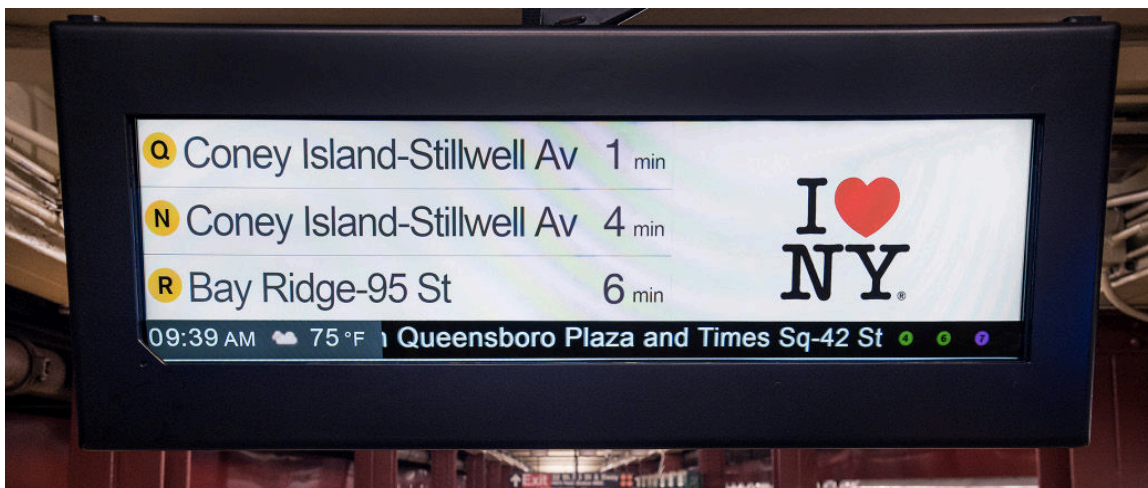 Q Coney Island-Stillwell Av 1 min
N Coney Island-Stillwell Av 4 min
R Bay Ridge-95 St 6 min
I NY®
09:39 AM 75 °F Queensboro Plaza and Times Sq-42 St 4 6 7
Exit